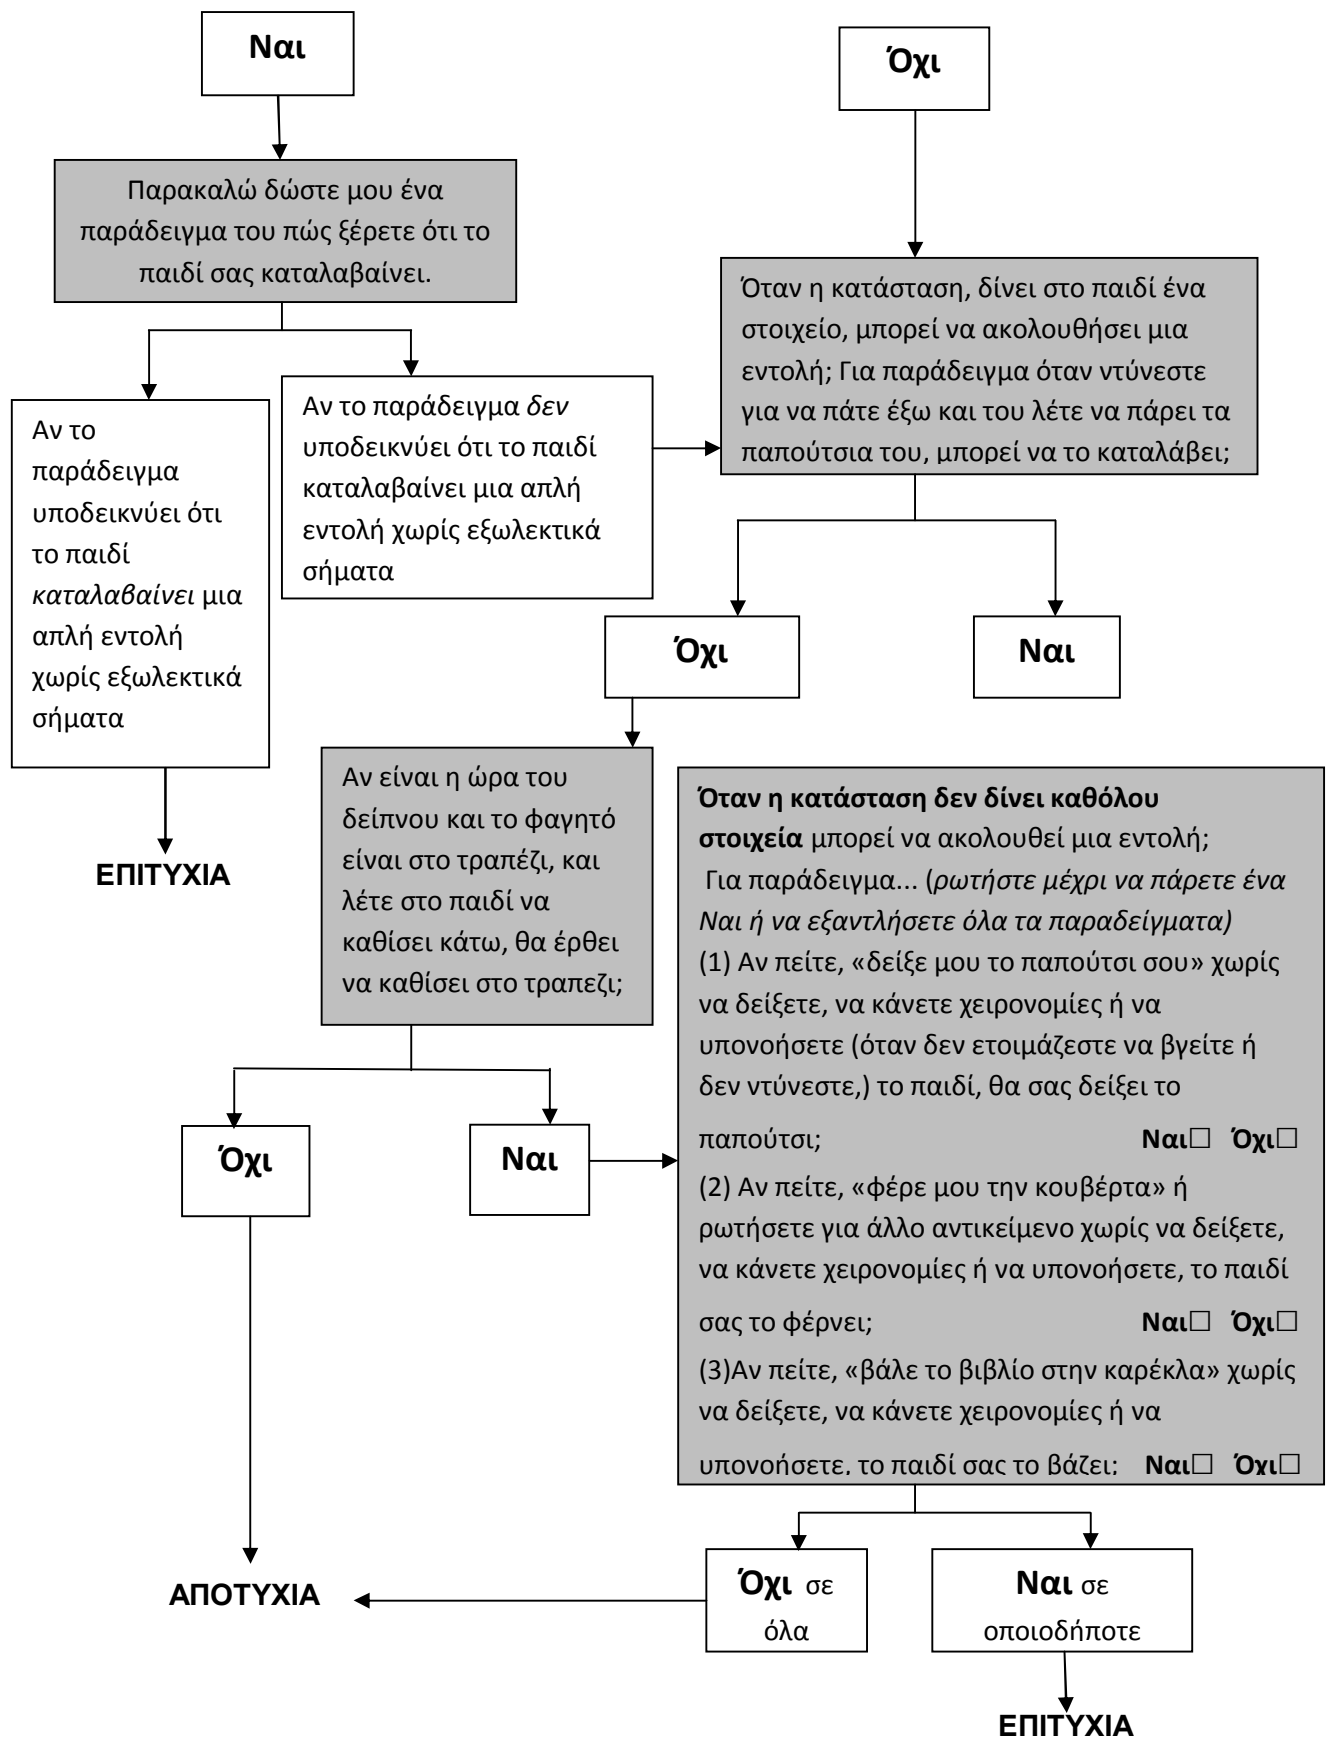 Ναι
Όχι
Παρακαλώ δώστε μου ένα
παράδειγμα του πώς ξέρετε ότι το
παιδί σας καταλαβαίνει.
Όταν η κατάσταση, δίνει στο παιδί ένα
στοιχείο, μπορεί να ακολουθήσει μια
εντολή; Για παράδειγμα όταν ντύνεστε
για να πάτε έξω και του λέτε να πάρει τα
παπούτσια του, μπορεί να το καταλάβει;
Αν το
παράδειγμα
υποδεικνύει ότι
το παιδί
καταλαβαίνει μια
απλή εντολή
χωρίς εξωλεκτικά
σήματα
Αν το παράδειγμα δεν
υποδεικνύει ότι το παιδί
καταλαβαίνει μια απλή
εντολή χωρίς εξωλεκτικά
σήματα
Όχι
Ναι
ΕΠΙΤΥΧΙΑ
Αν είναι η ώρα του
δείπνου και το φαγητό
είναι στο τραπέζι, και
λέτε στο παιδί να
καθίσει κάτω, θα έρθει
να καθίσει στο τραπεζι;
Όταν η κατάσταση δεν δίνει καθόλου
στοιχεία μπορεί να ακολουθεί μια εντολή;
Για παράδειγμα... (ρωτήστε μέχρι να πάρετε ένα
Ναι ή να εξαντλήσετε όλα τα παραδείγματα)
(1) Αν πείτε, «δείξε μου το παπούτσι σου» χωρίς
να δείξετε, να κάνετε χειρονομίες ή να
υπονοήσετε (όταν δεν ετοιμάζεστε να βγείτε ή
δεν ντύνεστε,) το παιδί, θα σας δείξει το
παπούτσι; Ναι☐ Όχι☐
(2) Αν πείτε, «φέρε μου την κουβέρτα» ή
ρωτήσετε για άλλο αντικείμενο χωρίς να δείξετε,
να κάνετε χειρονομίες ή να υπονοήσετε, το παιδί
σας το φέρνει; Ναι☐ Όχι☐
(3)Αν πείτε, «βάλε το βιβλίο στην καρέκλα» χωρίς
να δείξετε, να κάνετε χειρονομίες ή να
υπονοήσετε, το παιδί σας το βάζει; Ναι☐ Όχι☐
Όχι
Ναι
ΑΠΟΤΥΧΙΑ
Όχι σε
όλα
Ναι σε
οποιοδήποτε
ΕΠΙΤΥΧΙΑ